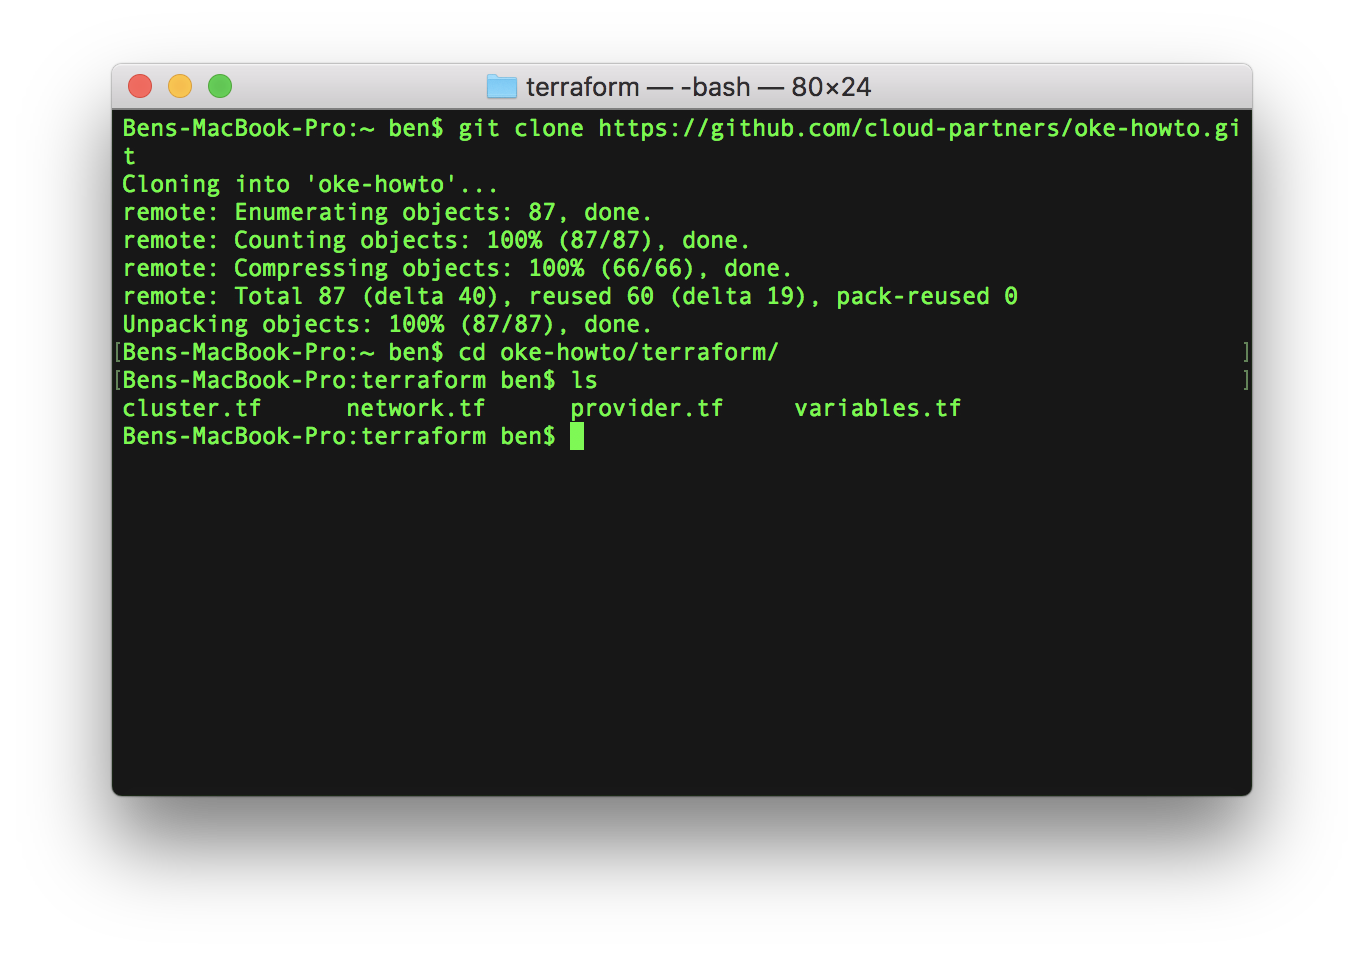 terraform — -bash — 80×24
Bens-MacBook-Pro:~ ben$ git clone https://github.com/cloud-partners/oke-howto.gi
t
Cloning into 'oke-howto'...
remote: Enumerating objects: 87, done.
remote: Counting objects: 100% (87/87), done.
remote: Compressing objects: 100% (66/66), done.
remote: Total 87 (delta 40), reused 60 (delta 19), pack-reused 0
Unpacking objects: 100% (87/87), done.
[Bens-MacBook-Pro:~ ben$ cd oke-howto/terraform/ ]
[Bens-MacBook-Pro:terraform ben$ ls ]
cluster.tf      network.tf      provider.tf     variables.tf
Bens-MacBook-Pro:terraform ben$